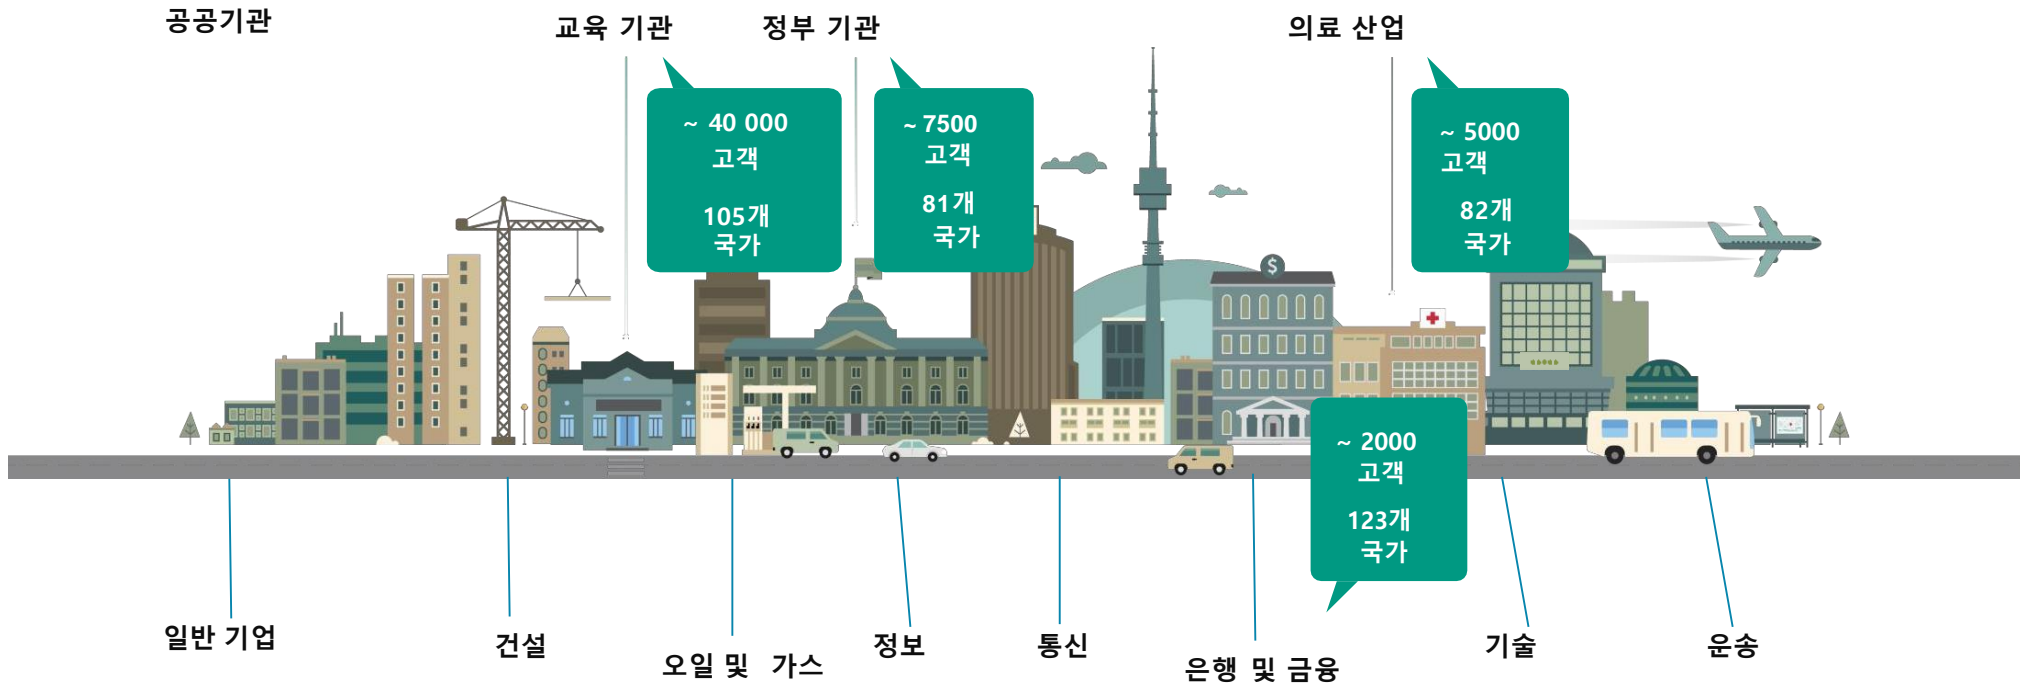 공공기관
교육 기관
정부 기관
의료 산업
~ 40 000
고객
105개
국가
~ 7500
고객
81개
국가
~ 5000
고객
82개
국가
$
~ 2000
고객
123개
국가
일반 기업
건설
오일 및 가스
정보
통신
은행 및 금융
기술
운송